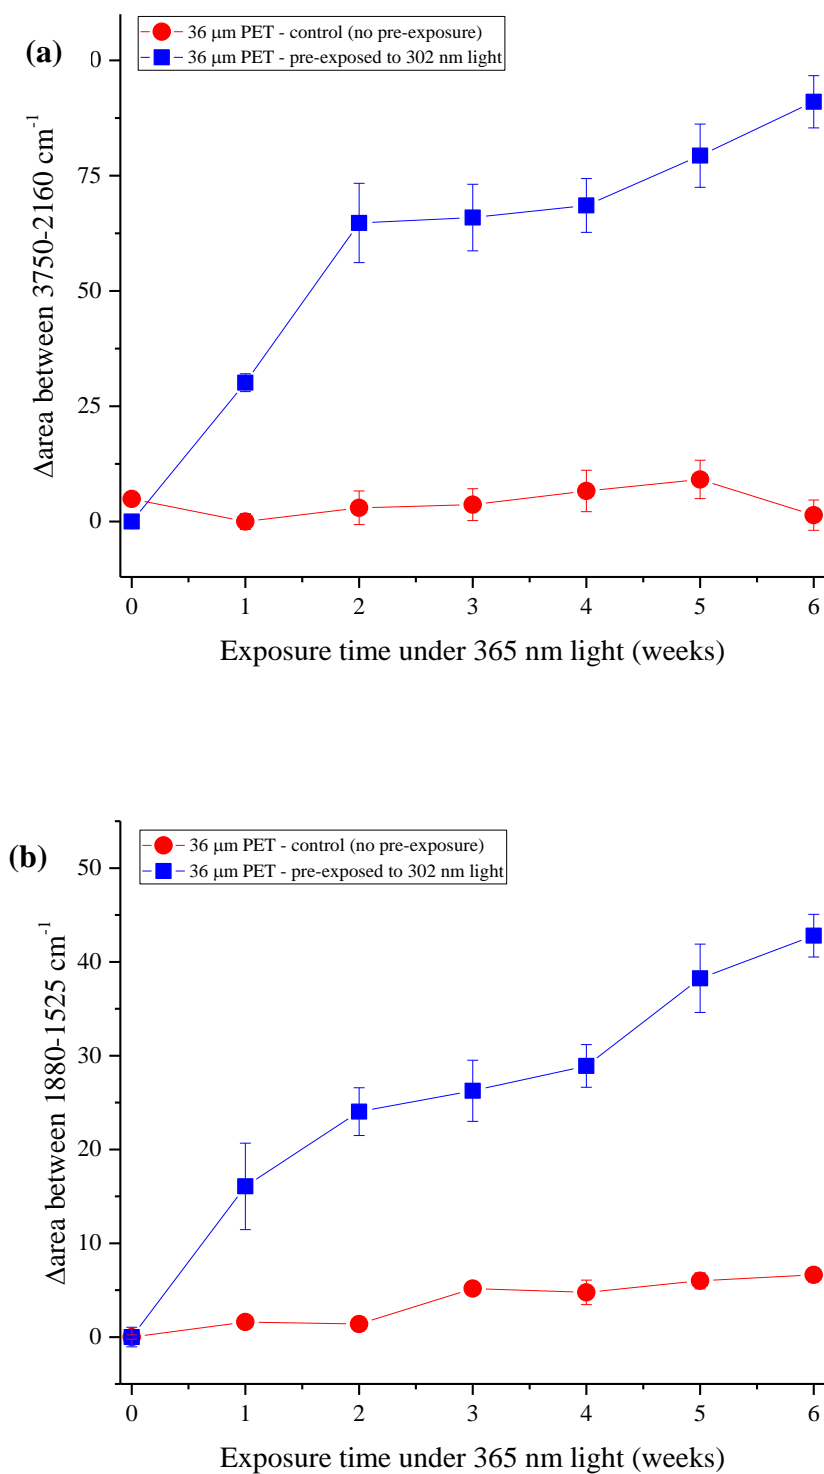 36 μm PET - control (no pre-exposure)
36 μm PET - pre-exposed to 302 nm light
(a)
0
75
50
25
0
Δarea between 3750-2160 cm⁻¹
0 1 2 3 4 5 6
Exposure time under 365 nm light (weeks)
36 μm PET - control (no pre-exposure)
36 μm PET - pre-exposed to 302 nm light
(b)
50
40
30
20
10
0
Δarea between 1880-1525 cm⁻¹
0 1 2 3 4 5 6
Exposure time under 365 nm light (weeks)